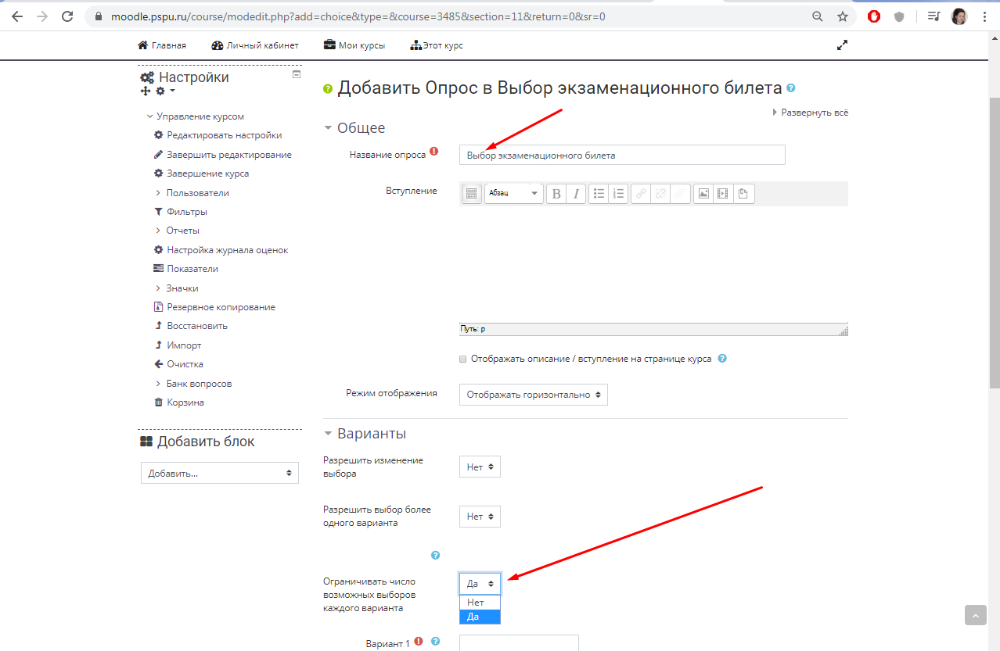 moodle.pspu.ru/course/modedit.php?add=choice&type=&course=3485&section=11&return=0&sr=0
Главная
Личный кабинет
Мои курсы
Этот курс
Настройки
Управление курсом
Редактировать настройки
Завершить редактирование
Завершение курса
Пользователи
Фильтры
Отчеты
Настройка журнала оценок
Показатели
Значки
Резервное копирование
Восстановить
Импорт
Очистка
Банк вопросов
Корзина
Добавить блок
Добавить...
Добавить Опрос в Выбор экзаменационного билета
Развернуть всё
Общее
Название опроса
Выбор экзаменационного билета
Вступление
Абзац
B
I
Путь: p
Отображать описание / вступление на странице курса
Режим отображения
Отображать горизонтально
Варианты
Разрешить изменение
выбора
Нет
Разрешить выбор более
одного варианта
Нет
Ограничивать число
возможных выборов
каждого варианта
Да
Нет
Да
Вариант 1